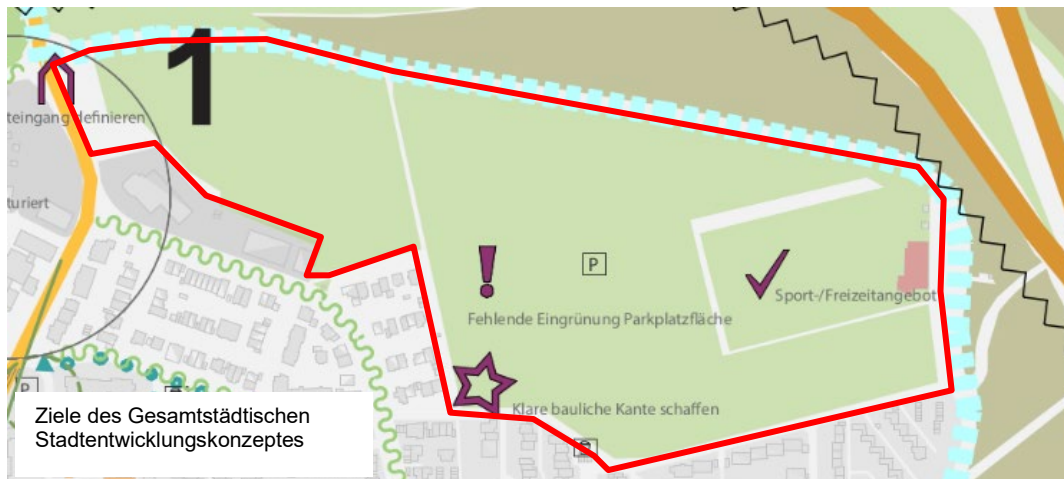 1
teingang definieren
turiert
!
P
Sport-/Freizeitangebot
Fehlende Eingrünung Parkplatzfläche
Klare bauliche Kante schaffen
P
Ziele des Gesamtstädtischen
Stadtentwicklungskonzeptes